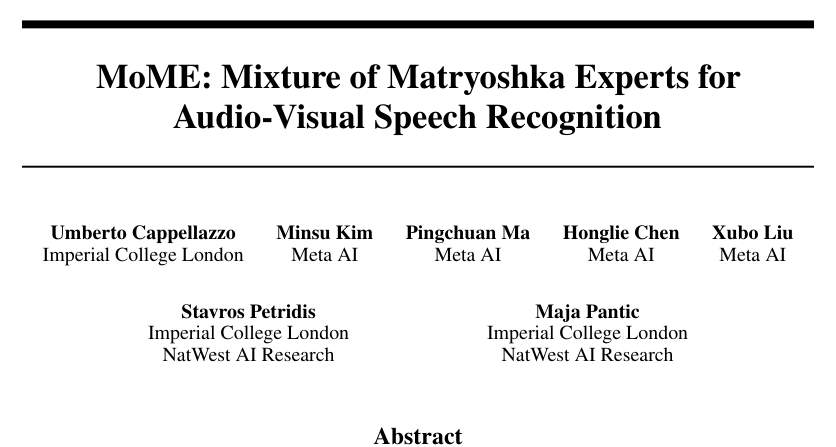 MoME: Mixture of Matryoshka Experts for
Audio-Visual Speech Recognition
Umberto Cappellazzo Minsu Kim Pingchuan Ma Honglie Chen Xubo Liu
Imperial College London Meta AI Meta AI Meta AI Meta AI
Stavros Petridis Maja Pantic
Imperial College London Imperial College London
NatWest AI Research NatWest AI Research
Abstract